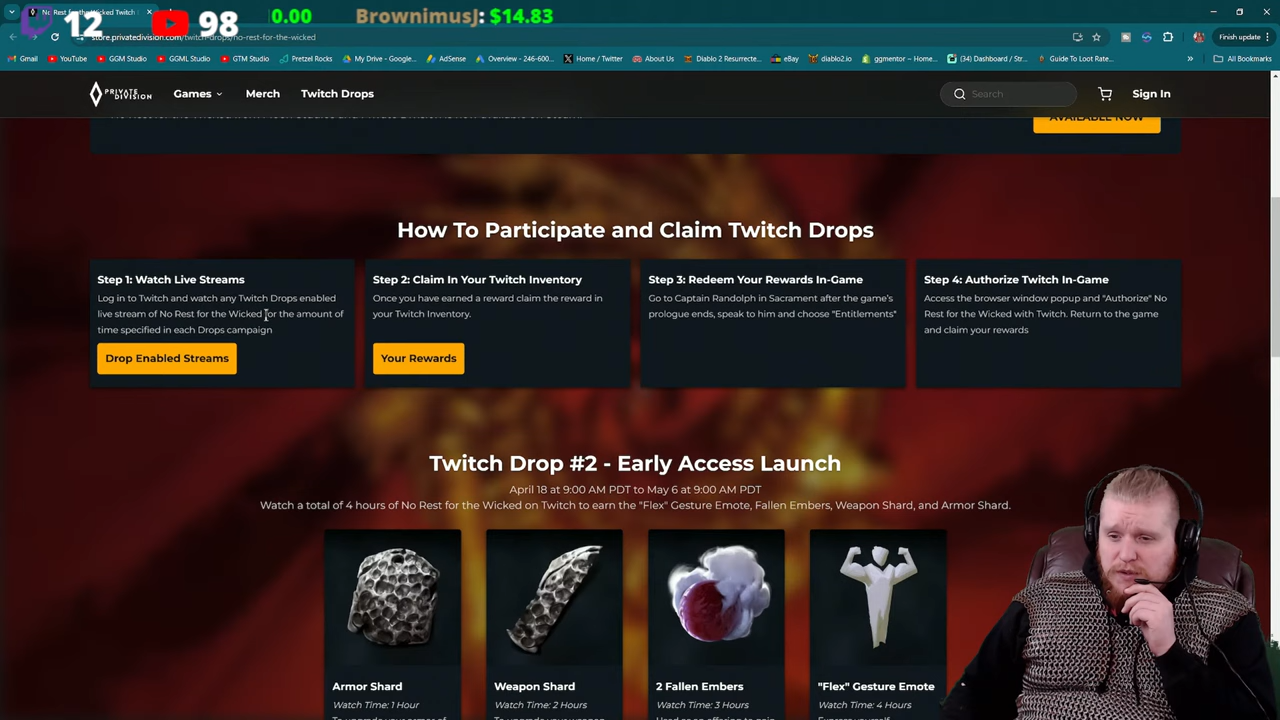 No Rest for the Wicked Twitch
12
98
0.00
BrownimusJ: $14.83
store.privatedivision.com/twitch-drops/no-rest-for-the-wicked
Finish update
Gmail
YouTube
GGM Studio
GGML Studio
GTM Studio
Pretzel Rocks
My Drive - Google...
AdSense
Overview - 246-600...
Home / Twitter
About Us
Diablo 2 Resurrecte...
eBay
diablo2.io
ggmentor – Home...
(34) Dashboard / Str...
Guide To Loot Rate...
All Bookmarks
PRIVATE DIVISION
Games
Merch
Twitch Drops
Search
Sign In
AVAILABLE NOW
How To Participate and Claim Twitch Drops
Step 1: Watch Live Streams
Log in to Twitch and watch any Twitch Drops enabled
live stream of No Rest for the Wicked for the amount of
time specified in each Drops campaign
Drop Enabled Streams
Step 2: Claim In Your Twitch Inventory
Once you have earned a reward claim the reward in
your Twitch Inventory.
Your Rewards
Step 3: Redeem Your Rewards In-Game
Go to Captain Randolph in Sacrament after the game's
prologue ends, speak to him and choose "Entitlements"
Step 4: Authorize Twitch In-Game
Access the browser window popup and "Authorize" No
Rest for the Wicked with Twitch. Return to the game
and claim your rewards
Twitch Drop #2 - Early Access Launch
April 18 at 9:00 AM PDT to May 6 at 9:00 AM PDT
Watch a total of 4 hours of No Rest for the Wicked on Twitch to earn the "Flex" Gesture Emote, Fallen Embers, Weapon Shard, and Armor Shard.
Armor Shard
Watch Time: 1 Hour
Weapon Shard
Watch Time: 2 Hours
2 Fallen Embers
Watch Time: 3 Hours
"Flex" Gesture Emote
Watch Time: 4 Hours